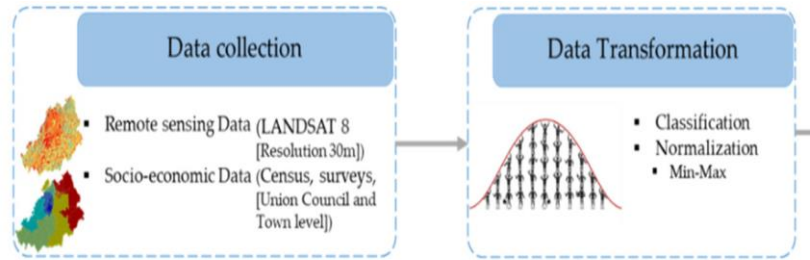 Data collection
▪ Remote sensing Data (LANDSAT 8
[Resolution 30m])
▪ Socio-economic Data (Census, surveys,
[Union Council and
Town level])
Data Transformation
▪ Classification
▪ Normalization
▪ Min-Max